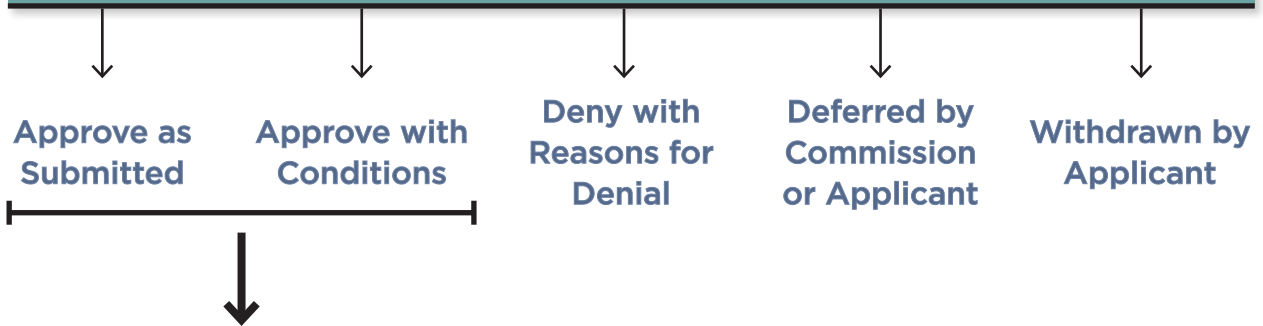 Approve as
Submitted
Approve with
Conditions
Deny with
Reasons for
Denial
Deferred by
Commission
or Applicant
Withdrawn by
Applicant